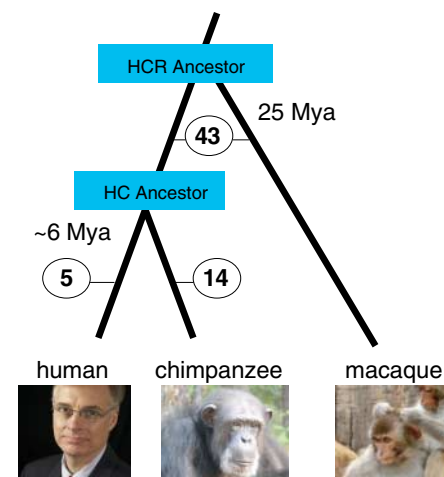 HCR Ancestor
25 Mya
43
HC Ancestor
~6 Mya
5
14
human
chimpanzee
macaque